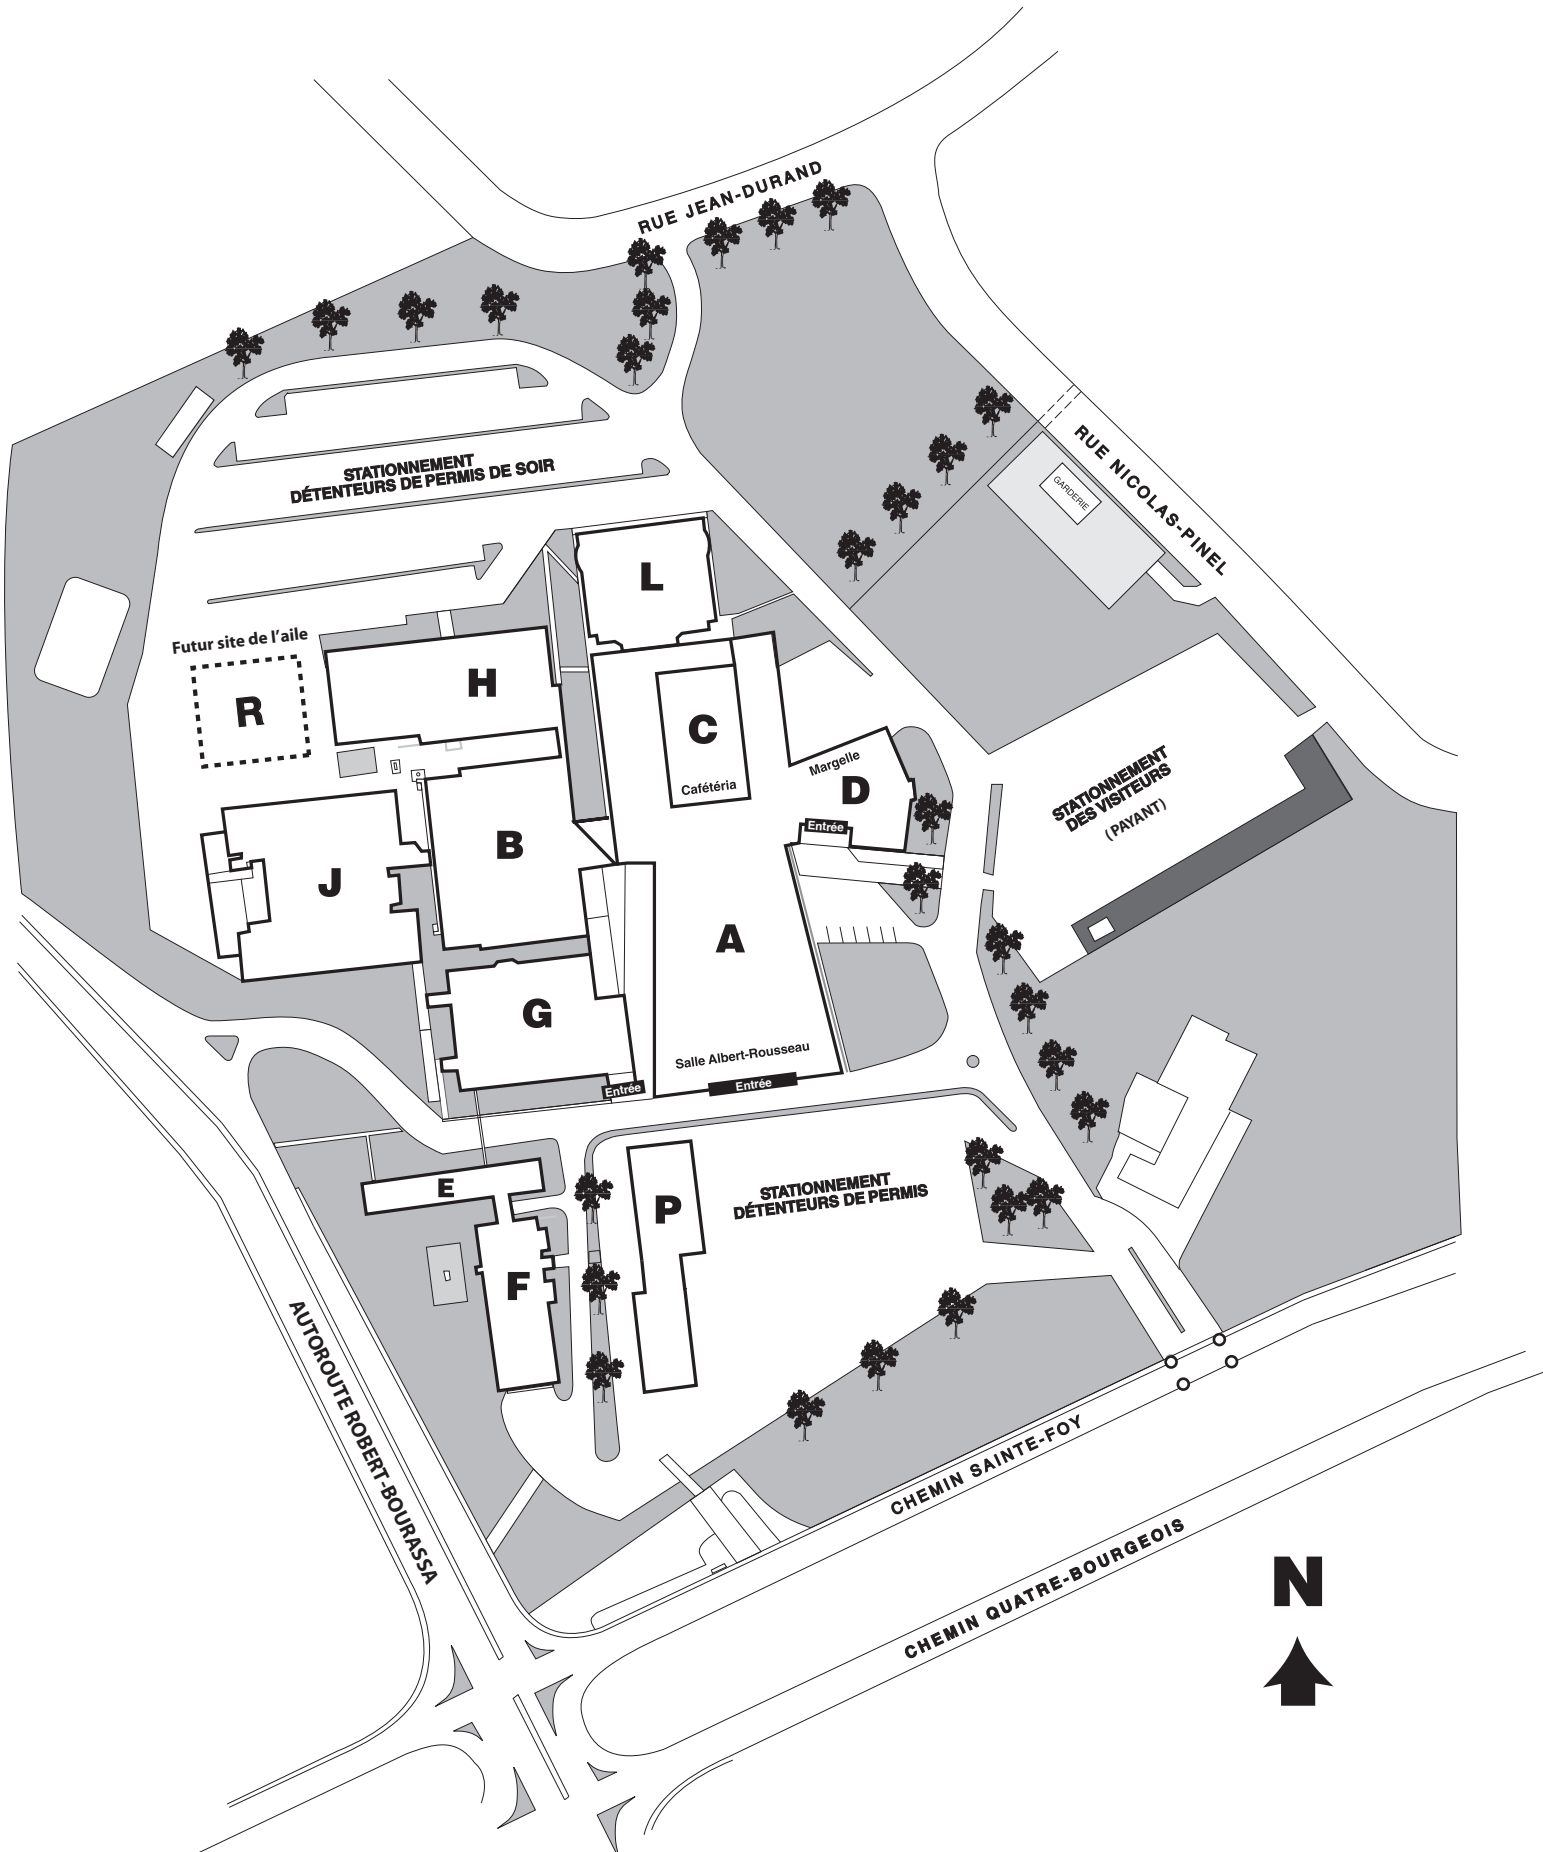 RUE JEAN-DURAND
RUE NICOLAS-PINEL
GARDERIE
STATIONNEMENT
DÉTENTEURS DE PERMIS DE SOIR
L
Futur site de l'aile
R
H
C
Cafétéria
Margelle
D
Entrée
STATIONNEMENT
DES VISITEURS
(PAYANT)
B
J
A
G
Salle Albert-Rousseau
Entrée
Entrée
E
P
STATIONNEMENT
DÉTENTEURS DE PERMIS
F
AUTOROUTE ROBERT-BOURASSA
CHEMIN SAINTE-FOY
CHEMIN QUATRE-BOURGEOIS
N